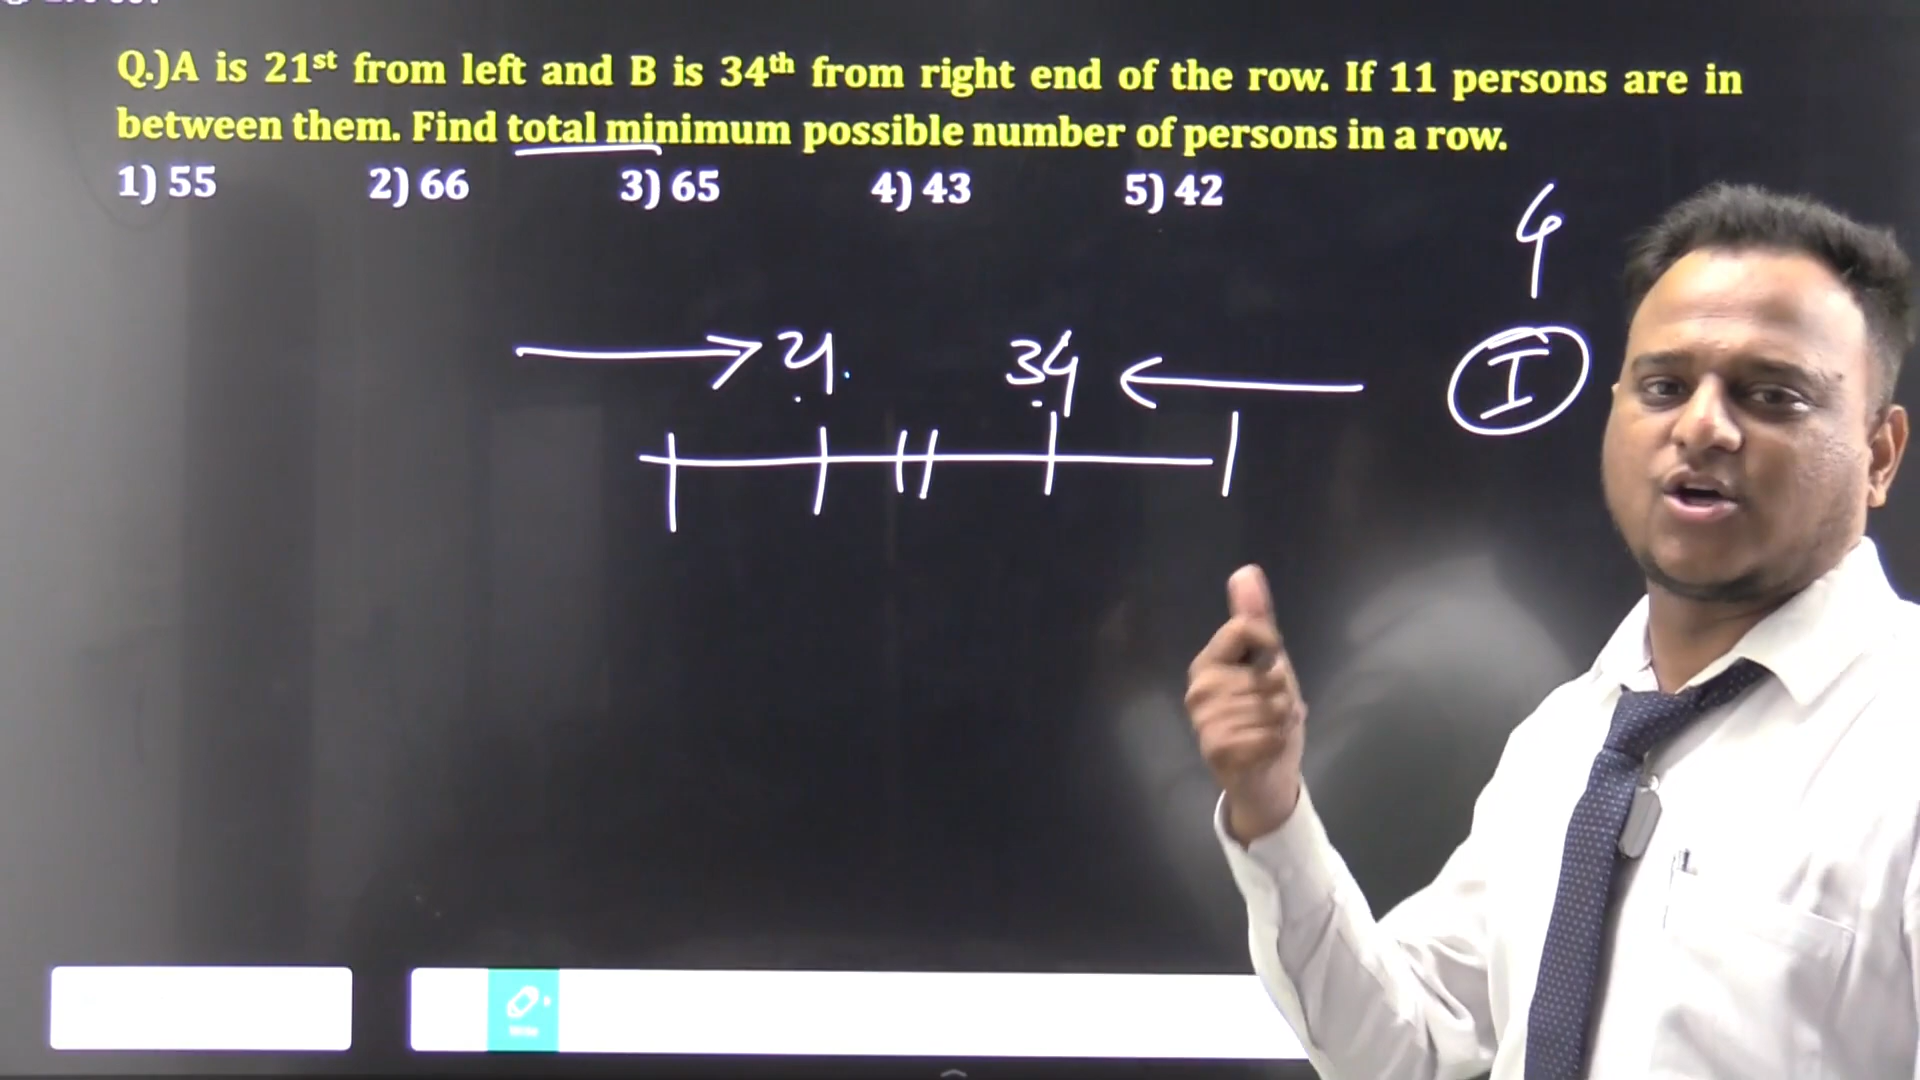 Q.)A is 21st from left and B is 34th from right end of the row. If 11 persons are in
between them. Find total minimum possible number of persons in a row.
1) 55 2) 66 3) 65 4) 43 5) 42
21 34
I